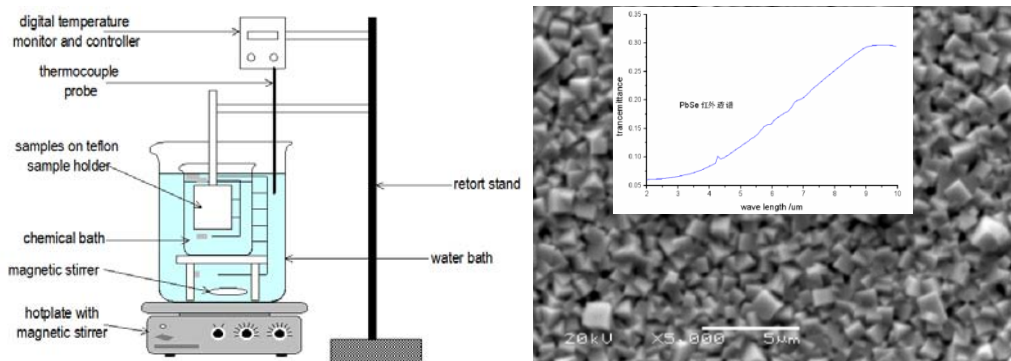 digital temperature
monitor and controller
thermocouple
probe
samples on teflon
sample holder
chemical bath
magnetic stirrer
hotplate with
magnetic stirrer
retort stand
water bath
0.35
0.30
0.25
0.20
0.15
0.10
0.05
trancemittance
PbSe 红外透谱
2 3 4 5 6 7 8 9 10
wave length /um
20kV X5,000 5μm